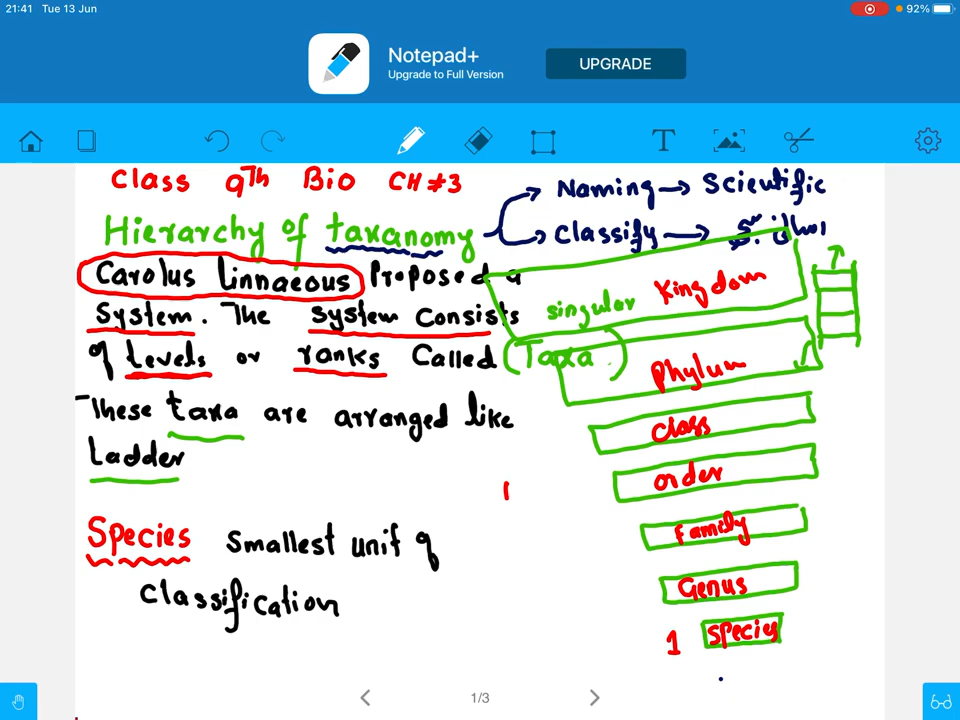 21:41 Tue 13 Jun
92%
Notepad+
Upgrade to Full Version
UPGRADE
T
Class 9th Bio CH #3
Naming → Scientific
Hierarchy of taxanomy
Classify →
Carolus linnaeous Proposed a
singular
Kingdom
System. The system consists
of levels or ranks Called (Taxa.)
Phylum
These taxa are arranged like
class
Ladder
order
1
Species Smallest unit of
Family
classification
Genus
1 Species
1/3